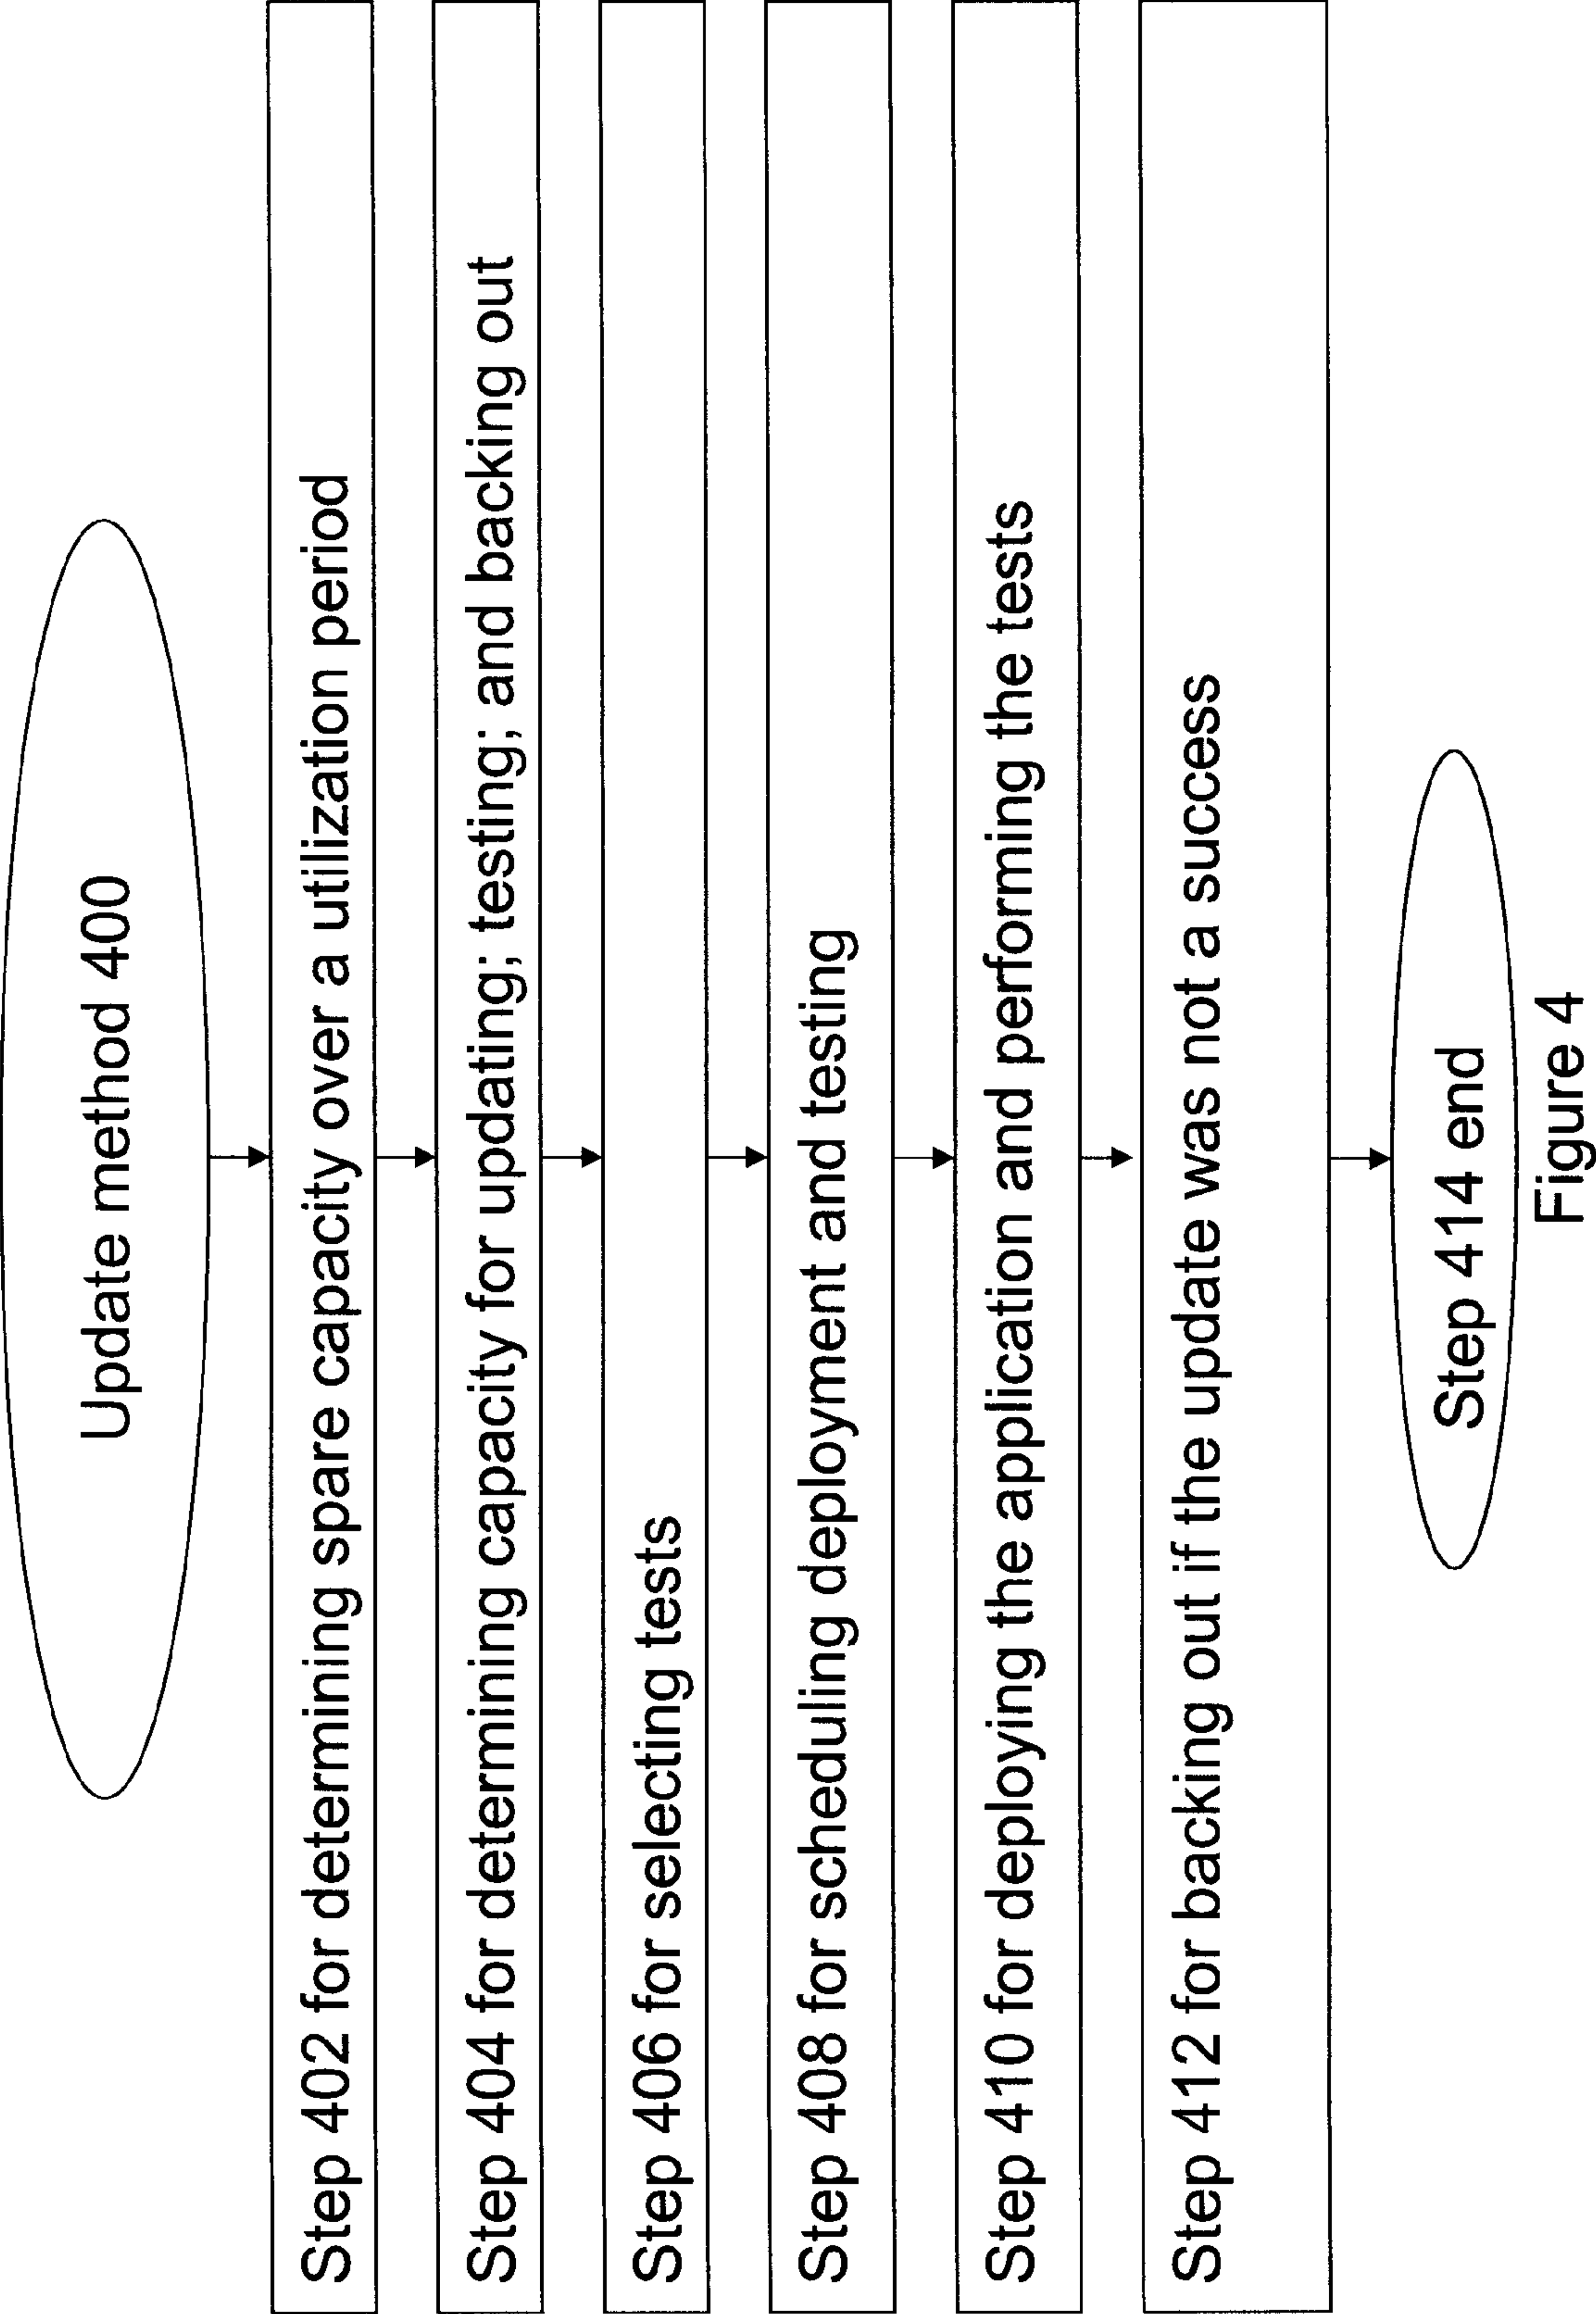 Update method 400
Step 402 for determining spare capacity over a utilization period
Step 404 for determining capacity for updating; testing; and backing out
Step 406 for selecting tests
Step 408 for scheduling deployment and testing
Step 410 for deploying the application and performing the tests
Step 412 for backing out if the update was not a success
Step 414 end
Figure 4